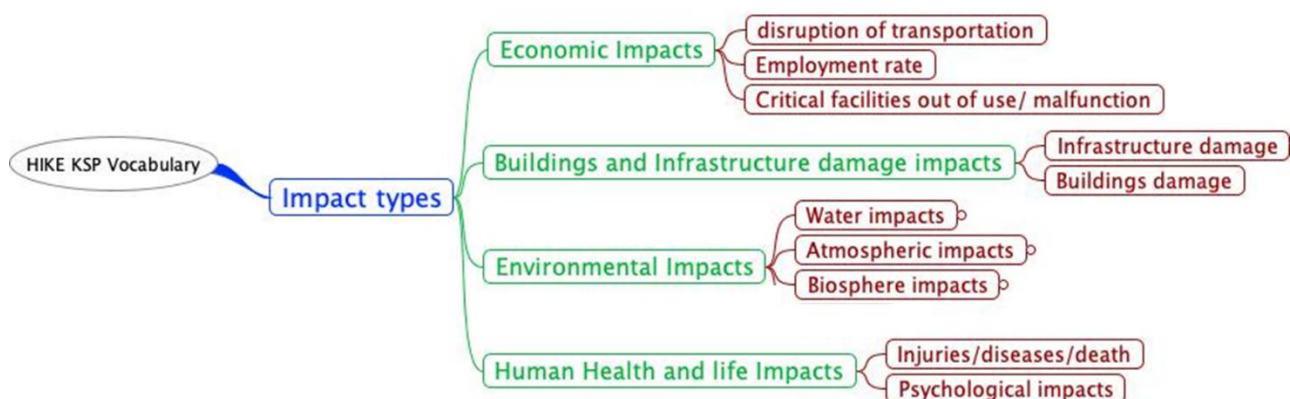 HIKE KSP Vocabulary
Impact types
Economic Impacts
disruption of transportation
Employment rate
Critical facilities out of use/ malfunction
Buildings and Infrastructure damage impacts
Infrastructure damage
Buildings damage
Environmental Impacts
Water impacts
Atmospheric impacts
Biosphere impacts
Human Health and life Impacts
Injuries/diseases/death
Psychological impacts